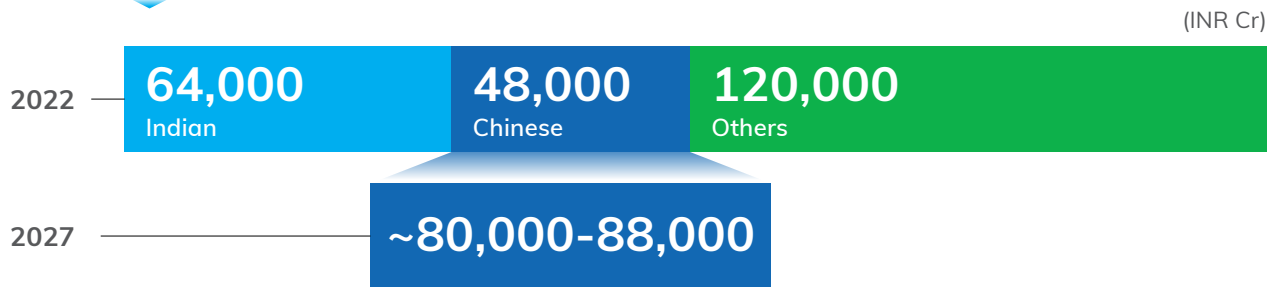 (INR Cr)
2022
64,000
Indian
48,000
Chinese
120,000
Others
2027
~80,000-88,000